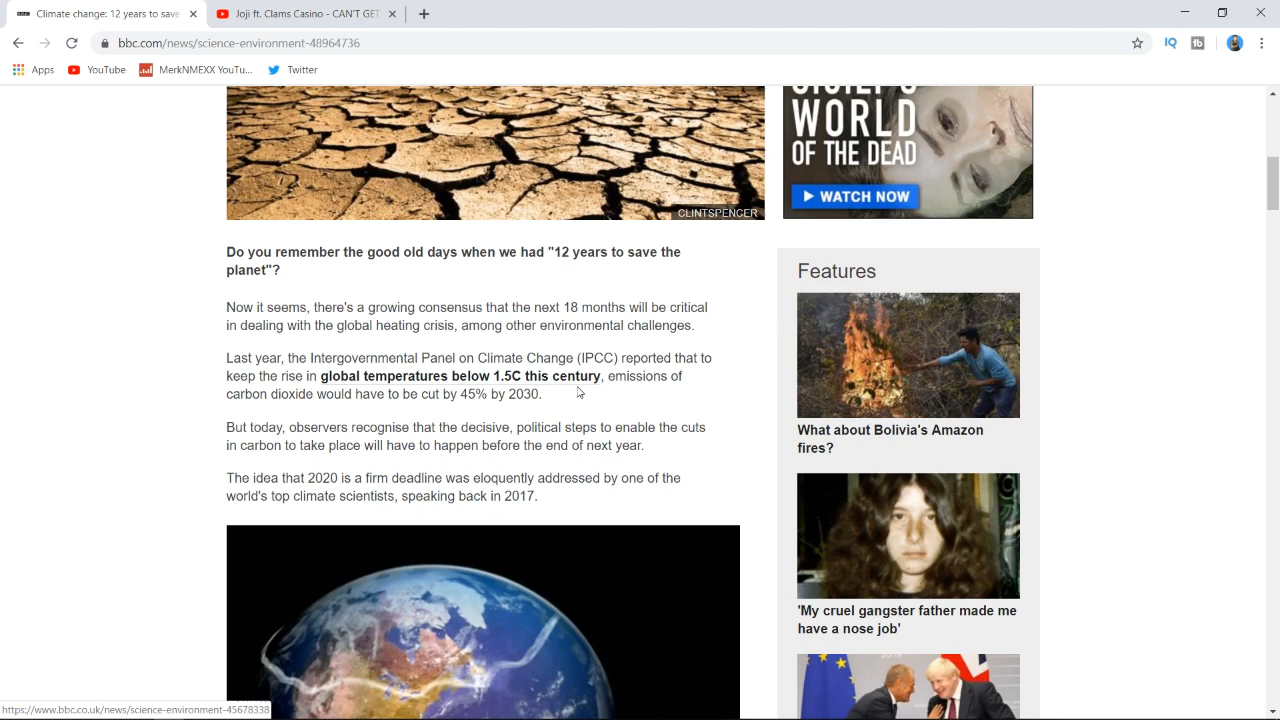 Climate change: 12 years to save
Joji ft. Clams Casino - CAN'T GET
bbc.com/news/science-environment-48964736
Apps
YouTube
MerkNMEXX YouTu...
Twitter
WORLD
OF THE DEAD
WATCH NOW
CLINTSPENCER
Do you remember the good old days when we had "12 years to save the
planet"?
Now it seems, there's a growing consensus that the next 18 months will be critical
in dealing with the global heating crisis, among other environmental challenges.
Last year, the Intergovernmental Panel on Climate Change (IPCC) reported that to
keep the rise in global temperatures below 1.5C this century, emissions of
carbon dioxide would have to be cut by 45% by 2030.
But today, observers recognise that the decisive, political steps to enable the cuts
in carbon to take place will have to happen before the end of next year.
The idea that 2020 is a firm deadline was eloquently addressed by one of the
world's top climate scientists, speaking back in 2017.
Features
What about Bolivia's Amazon
fires?
'My cruel gangster father made me
have a nose job'
https://www.bbc.co.uk/news/science-environment-45678338